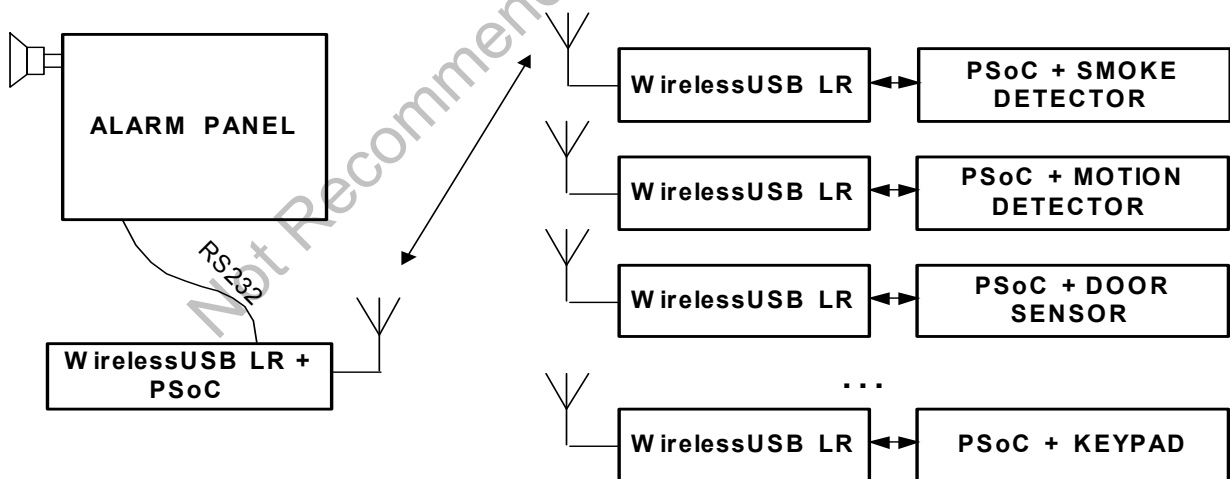 ALARM PANEL
RS232
WirelessUSB LR +
PSoC
WirelessUSB LR
PSoC + SMOKE
DETECTOR
WirelessUSB LR
PSoC + MOTION
DETECTOR
WirelessUSB LR
PSoC + DOOR
SENSOR
...
WirelessUSB LR
PSoC + KEYPAD
Not Recommen